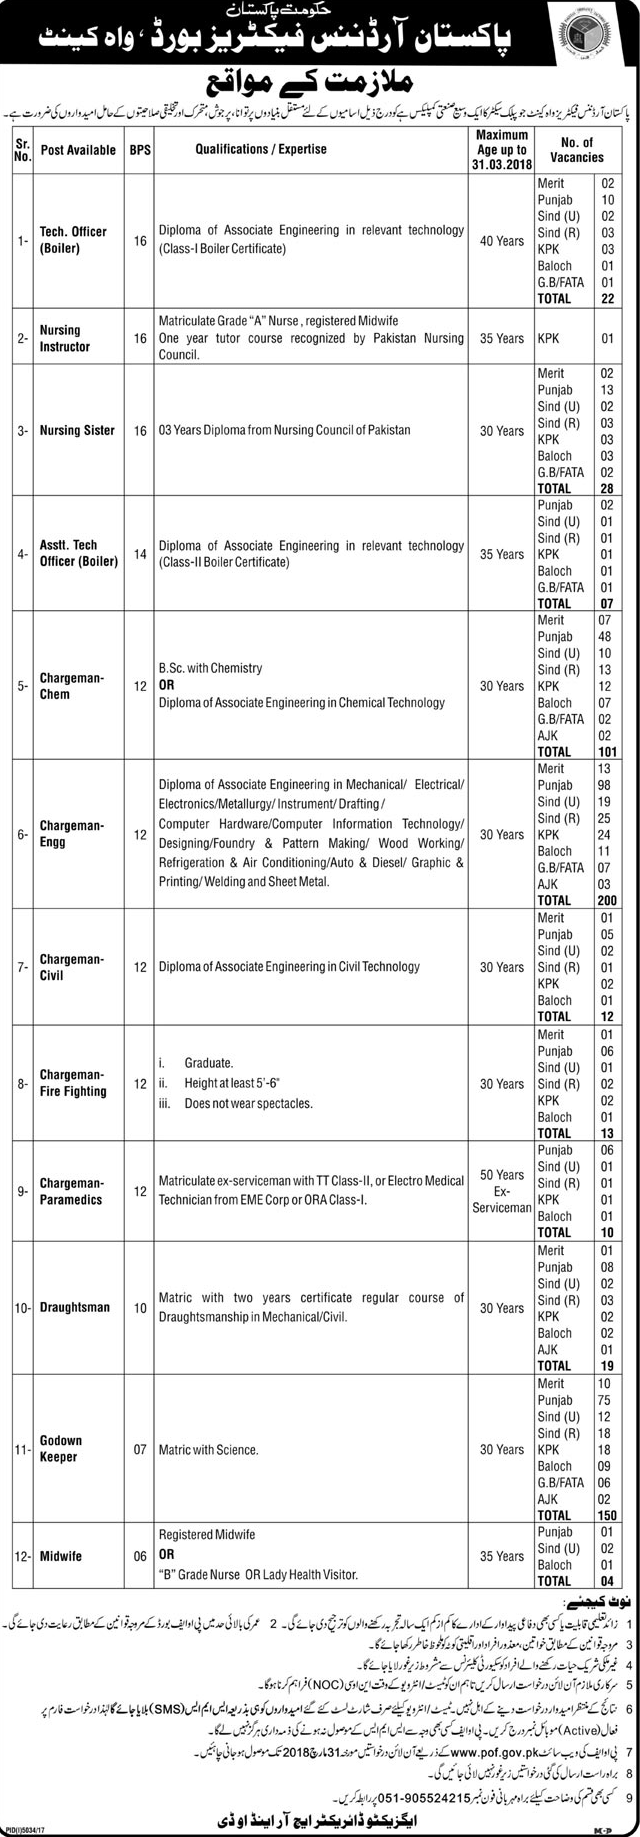 حکومت پاکستان
پاکستان آرڈننس فیکٹریز بورڈ، واہ کینٹ
ملازمت کے مواقع
پاکستان آرڈننس فیکٹریز واہ کینٹ جو پبلک سیکٹر کا ایک وسیع صنعتی کمپلیکس ہے کو درج ذیل اسامیوں کے لئے مستقل بنیادوں پر توانا، پرجوش، متحرک اور تخلیقی صلاحیتوں کے حامل امیدواروں کی ضرورت ہے۔
Sr. No. Post Available BPS Qualifications / Expertise Maximum Age up to 31.03.2018 No. of Vacancies
1- Tech. Officer (Boiler) 16 Diploma of Associate Engineering in relevant technology (Class-I Boiler Certificate) 40 Years
Merit 02
Punjab 10
Sind (U) 02
Sind (R) 03
KPK 03
Baloch 01
G.B/FATA 01
TOTAL 22
2- Nursing Instructor 16 Matriculate Grade "A" Nurse , registered Midwife
One year tutor course recognized by Pakistan Nursing Council. 35 Years KPK 01
3- Nursing Sister 16 03 Years Diploma from Nursing Council of Pakistan 30 Years
Merit 02
Punjab 13
Sind (U) 02
Sind (R) 03
KPK 03
Baloch 03
G.B/FATA 02
TOTAL 28
4- Asstt. Tech Officer (Boiler) 14 Diploma of Associate Engineering in relevant technology (Class-II Boiler Certificate) 35 Years
Punjab 02
Sind (U) 01
Sind (R) 01
KPK 01
Baloch 01
G.B/FATA 01
TOTAL 07
5- Chargeman-Chem 12 B.Sc. with Chemistry
OR
Diploma of Associate Engineering in Chemical Technology 30 Years
Merit 07
Punjab 48
Sind (U) 10
Sind (R) 13
KPK 12
Baloch 07
G.B/FATA 02
AJK 02
TOTAL 101
6- Chargeman-Engg 12 Diploma of Associate Engineering in Mechanical/ Electrical/
Electronics/Metallurgy/ Instrument/ Drafting /
Computer Hardware/Computer Information Technology/
Designing/Foundry & Pattern Making/ Wood Working/
Refrigeration & Air Conditioning/Auto & Diesel/ Graphic &
Printing/ Welding and Sheet Metal. 30 Years
Merit 13
Punjab 98
Sind (U) 19
Sind (R) 25
KPK 24
Baloch 11
G.B/FATA 07
AJK 03
TOTAL 200
7- Chargeman-Civil 12 Diploma of Associate Engineering in Civil Technology 30 Years
Merit 01
Punjab 05
Sind (U) 02
Sind (R) 01
KPK 02
Baloch 01
TOTAL 12
8- Chargeman-Fire Fighting 12 i. Graduate.
ii. Height at least 5'-6"
iii. Does not wear spectacles. 30 Years
Merit 01
Punjab 06
Sind (U) 01
Sind (R) 02
KPK 02
Baloch 01
TOTAL 13
9- Chargeman-Paramedics 12 Matriculate ex-serviceman with TT Class-II, or Electro Medical
Technician from EME Corp or ORA Class-I. 50 Years Ex-Serviceman
Punjab 06
Sind (U) 01
Sind (R) 01
KPK 01
Baloch 01
TOTAL 10
10- Draughtsman 10 Matric with two years certificate regular course of
Draughtsmanship in Mechanical/Civil. 30 Years
Merit 01
Punjab 08
Sind (U) 02
Sind (R) 03
KPK 02
Baloch 02
AJK 01
TOTAL 19
11- Godown Keeper 07 Matric with Science. 30 Years
Merit 10
Punjab 75
Sind (U) 12
Sind (R) 18
KPK 18
Baloch 09
G.B/FATA 06
AJK 02
TOTAL 150
12- Midwife 06 Registered Midwife
OR
"B" Grade Nurse OR Lady Health Visitor. 35 Years
Punjab 01
Sind (U) 02
Baloch 01
TOTAL 04
نوٹ کیجئے:
1 زائد تعلیمی قابلیت یا کسی بھی دفاعی پیداوار کے ادارے کا کم از کم ایک سالہ تجربہ رکھنے والوں کو ترجیح دی جائے گی۔ 2 عمر کی بالائی حد میں پی او ایف بورڈ کے مروجہ قوانین کے مطابق رعایت دی جائے گی۔
3 مروجہ قوانین کے مطابق خواتین، معذور افراد اور اقلیتی کوٹہ کو ملحوظ خاطر رکھا جائے گا۔
4 غیر ملکی شریک حیات رکھنے والے افراد کو سکیورٹی کلیئرنس سے مشروط زیر غور لایا جائے گا۔
5 سرکاری ملازم آن لائن درخواست ارسال کریں تاہم ان کو ٹیسٹ/انٹرویو کے وقت این او سی (NOC) فراہم کرنا ہوگا۔
6 نتائج کے منتظر امیدوار درخواست دینے کے اہل نہیں۔ ٹیسٹ/انٹرویو کیلئے صرف شارٹ لسٹ کئے گئے امیدواروں کو ہی بذریعہ ایس ایم ایس (SMS) بلایا جائے گا لہٰذا درخواست فارم پر
فعال (Active) موبائل نمبر درج کریں۔ پی او ایف کسی بھی وجہ سے ایس ایم ایس کے موصول نہ ہونے کی ذمہ داری ہرگز نہیں لے گا۔
7 پی او ایف کی ویب سائٹ www.pof.gov.pk کے ذریعے آن لائن درخواستیں مورخہ 31 مارچ 2018 تک موصول ہو جانی چاہئیں۔
8 براہ راست ارسال کی گئی درخواستیں زیر غور نہیں لائی جائیں گی۔
9 کسی بھی قسم کی وضاحت کیلئے براہ مہربانی فون نمبر 051-905524215 پر رابطہ کریں۔
ایگزیکٹو ڈائریکٹر ایچ آر اینڈ او ڈی
PID(I)5034/17
M-P